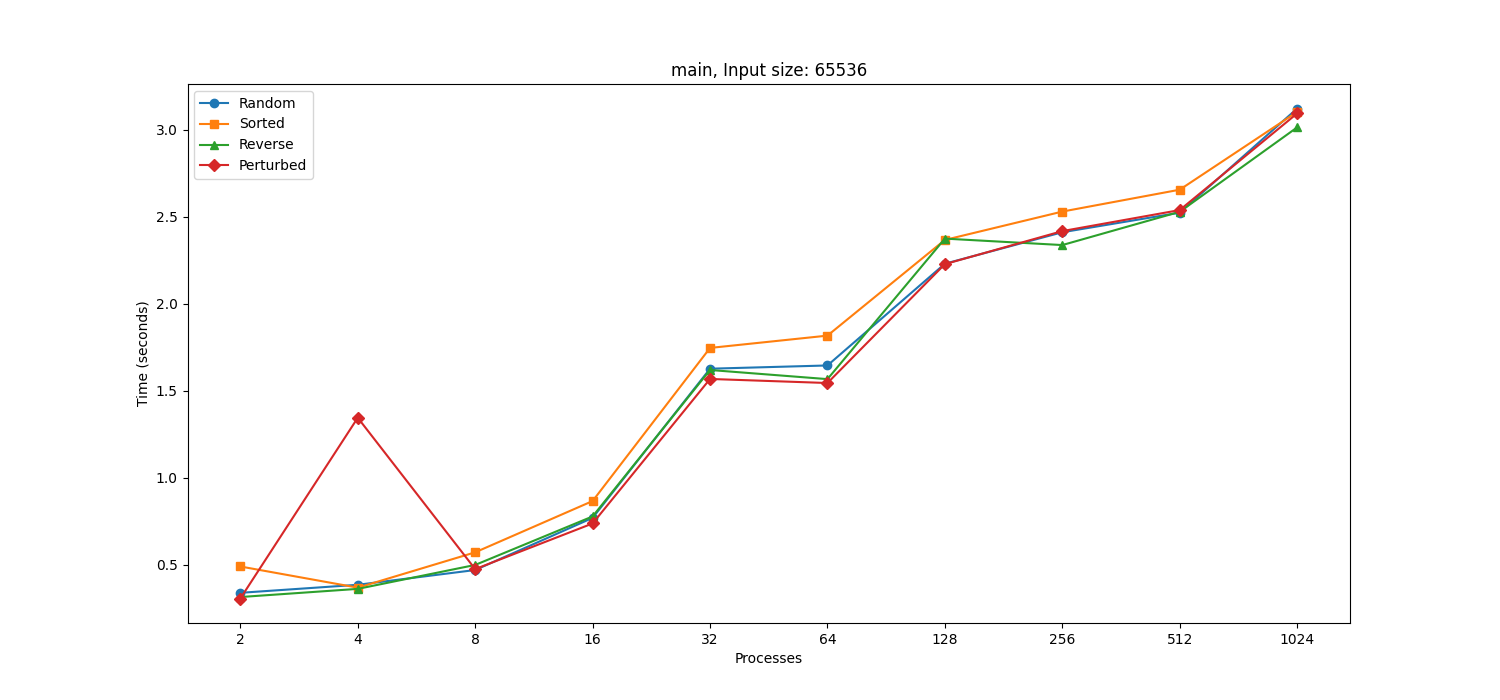 main, Input size: 65536
Random
Sorted
Reverse
Perturbed
3.0
2.5
2.0
1.5
1.0
0.5
Time (seconds)
2 4 8 16 32 64 128 256 512 1024
Processes